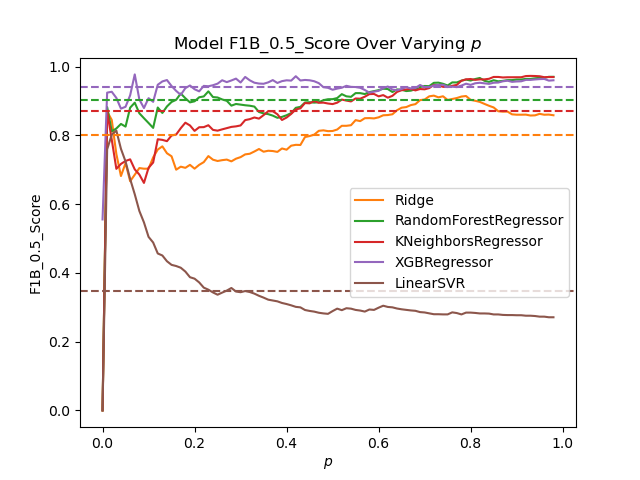 Model F1B_0.5_Score Over Varying p
F1B_0.5_Score
1.0
0.8
0.6
0.4
0.2
0.0
Ridge
RandomForestRegressor
KNeighborsRegressor
XGBRegressor
LinearSVR
0.0 0.2 0.4 0.6 0.8 1.0
p